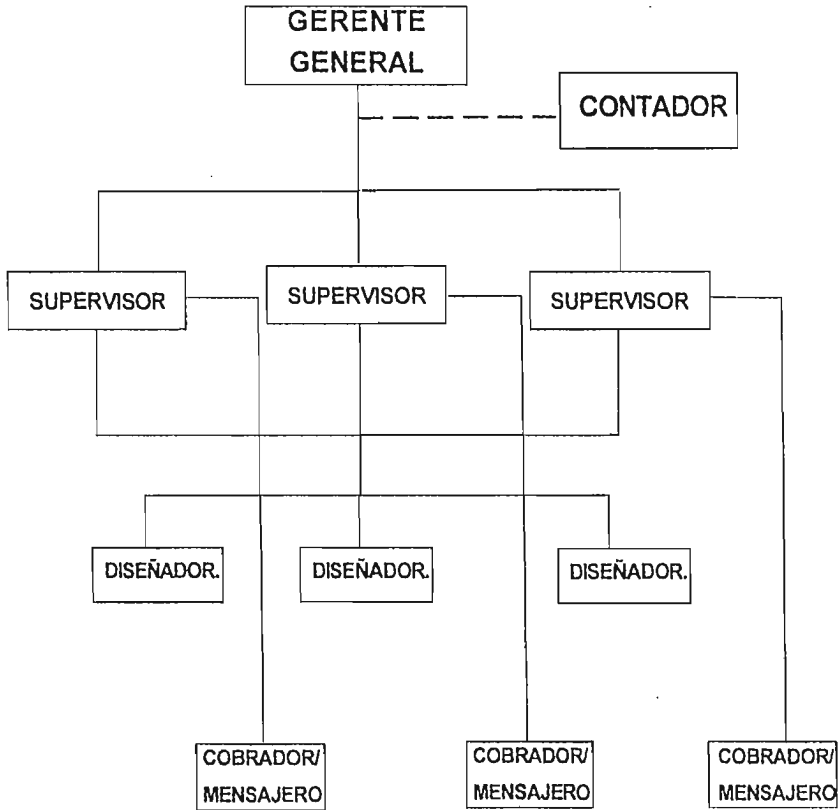 GERENTE
GENERAL
CONTADOR
SUPERVISOR
SUPERVISOR
SUPERVISOR
DISEÑADOR.
DISEÑADOR.
DISEÑADOR.
COBRADOR/
MENSAJERO
COBRADOR/
MENSAJERO
COBRADOR/
MENSAJERO